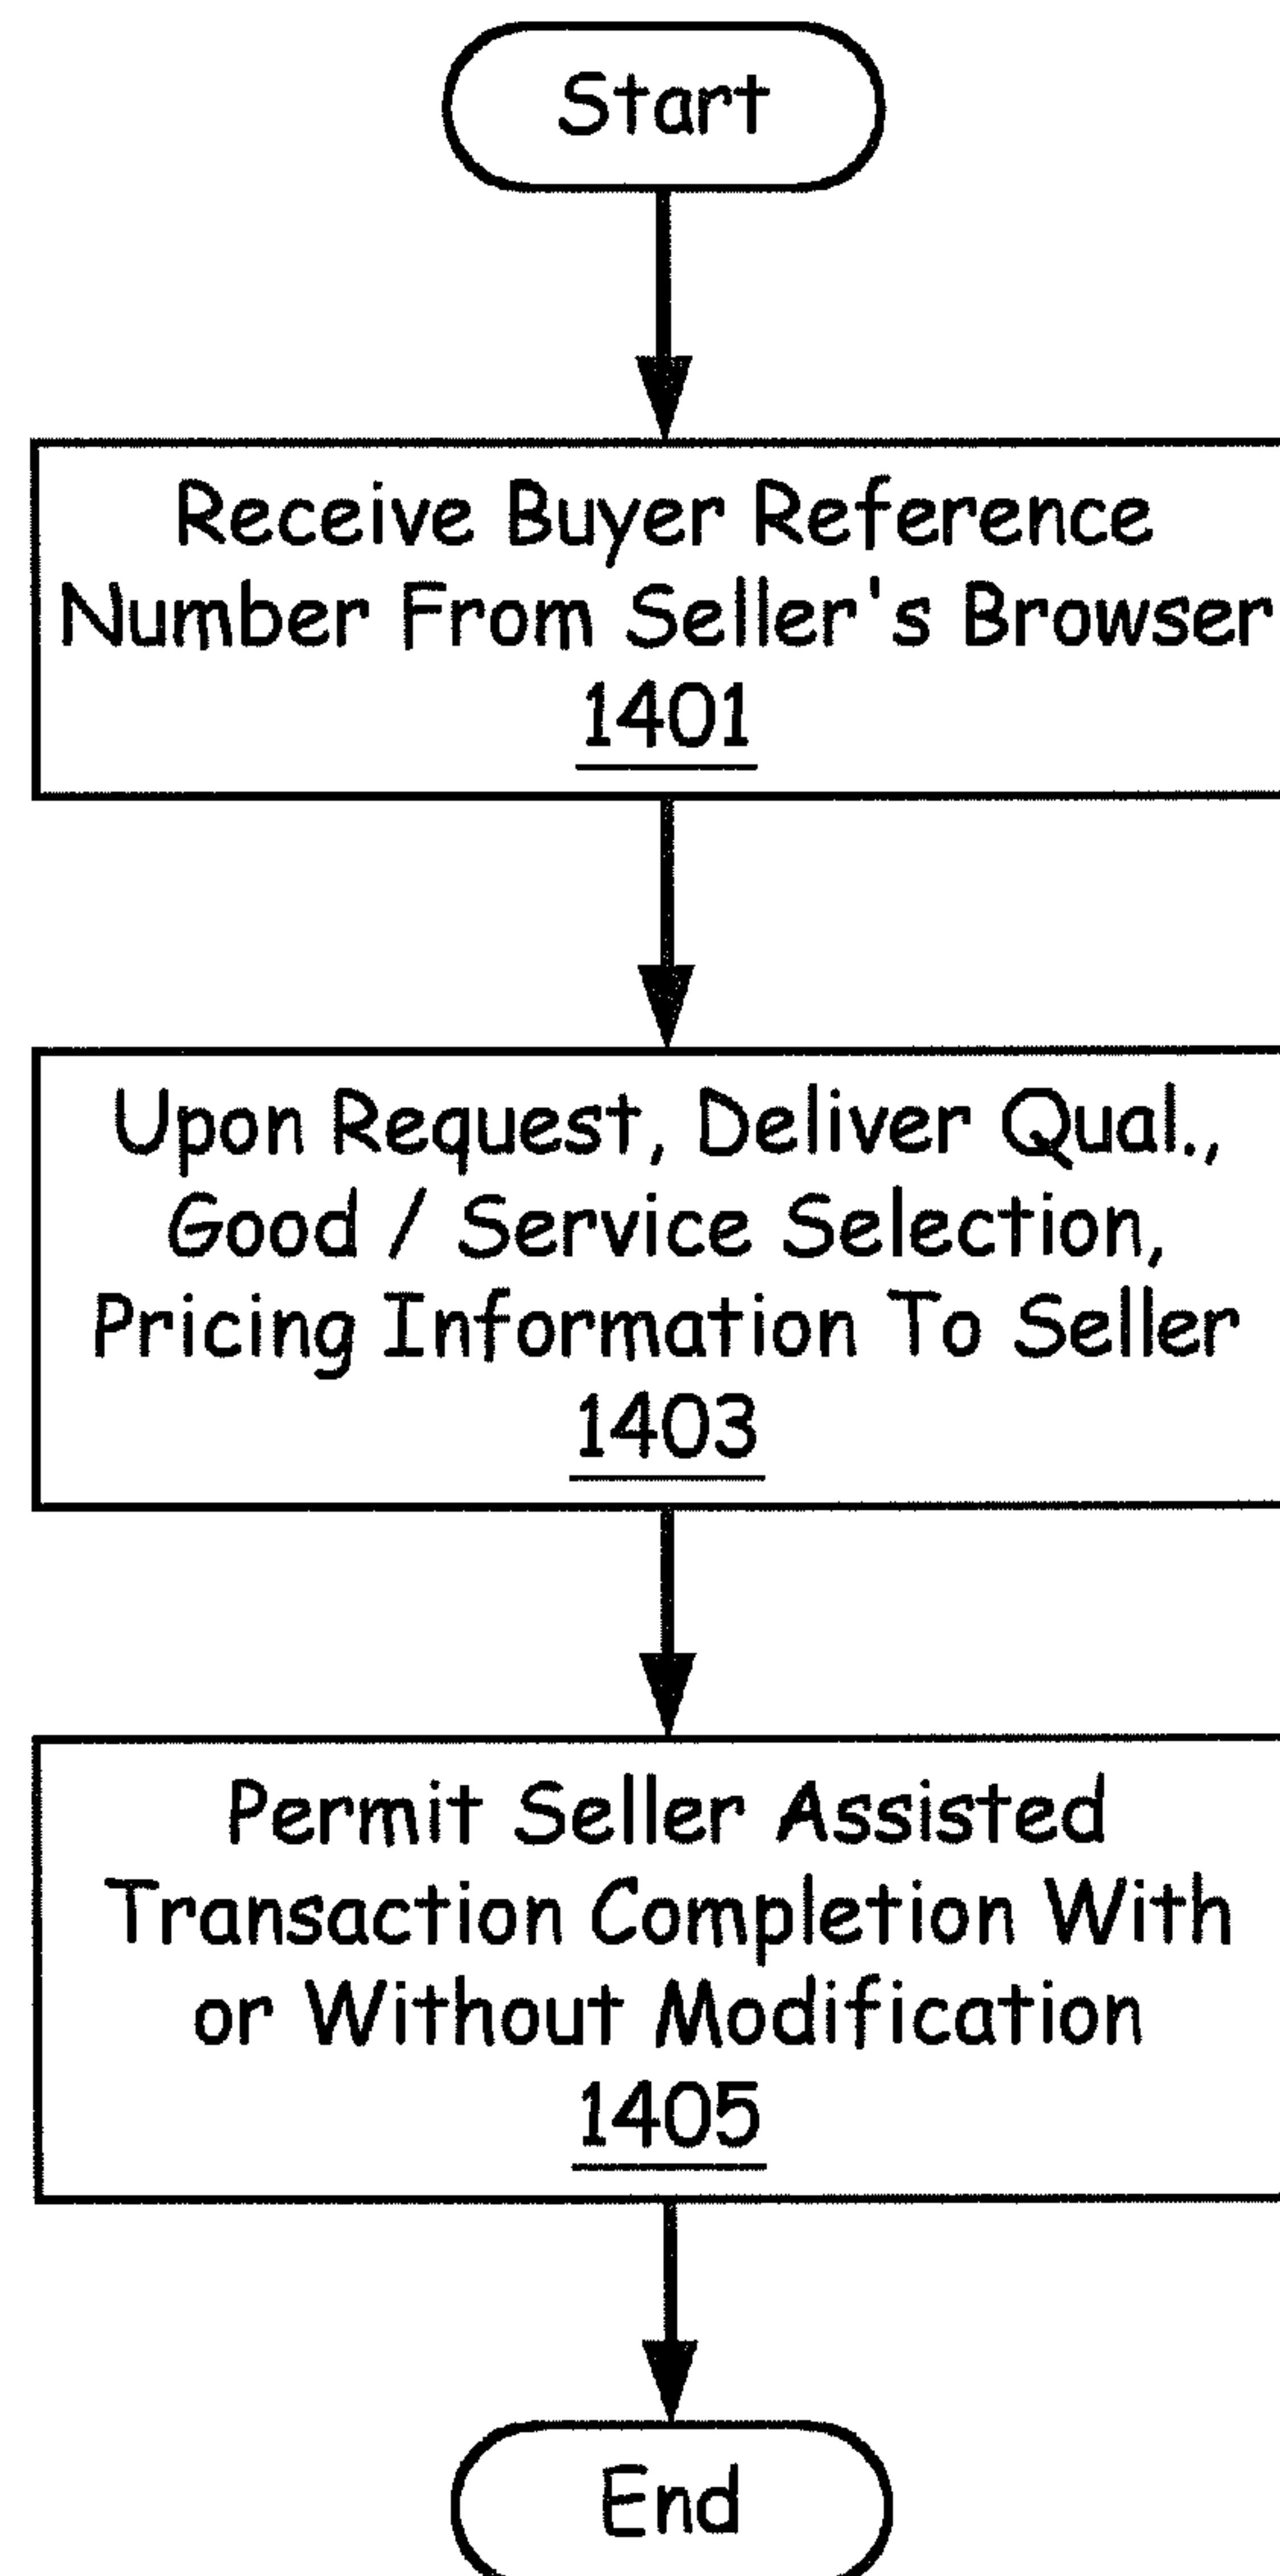 Start
Receive Buyer Reference
Number From Seller's Browser
1401
Upon Request, Deliver Qual.,
Good / Service Selection,
Pricing Information To Seller
1403
Permit Seller Assisted
Transaction Completion With
or Without Modification
1405
End